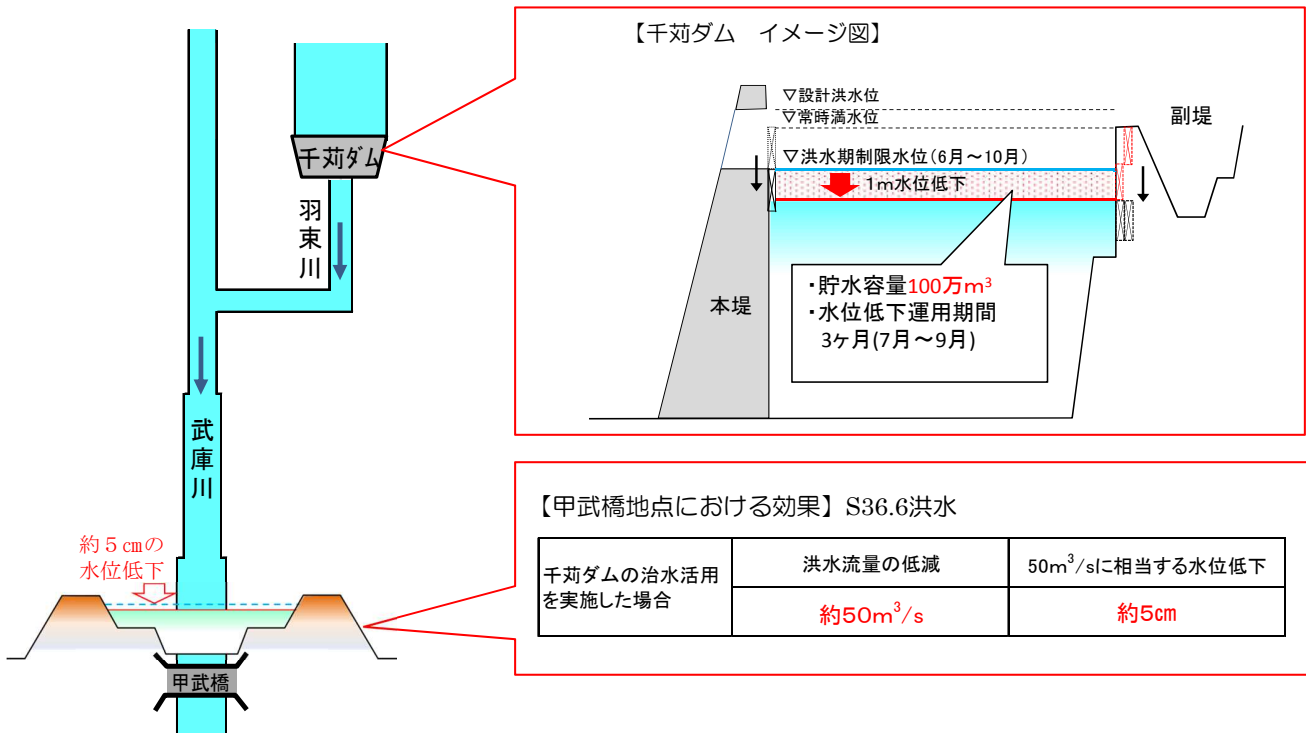 千苅ダム
羽束川
武庫川
約5㎝の
水位低下
甲武橋
【千苅ダム　イメージ図】
▽設計洪水位
▽常時満水位
▽洪水期制限水位(6月～10月)
1m水位低下
副堤
本堤
・貯水容量100万m³
・水位低下運用期間
3ヶ月(7月～9月)
【甲武橋地点における効果】S36.6洪水
千苅ダムの治水活用
を実施した場合
洪水流量の低減
50m³/sに相当する水位低下
約50m³/s
約5㎝